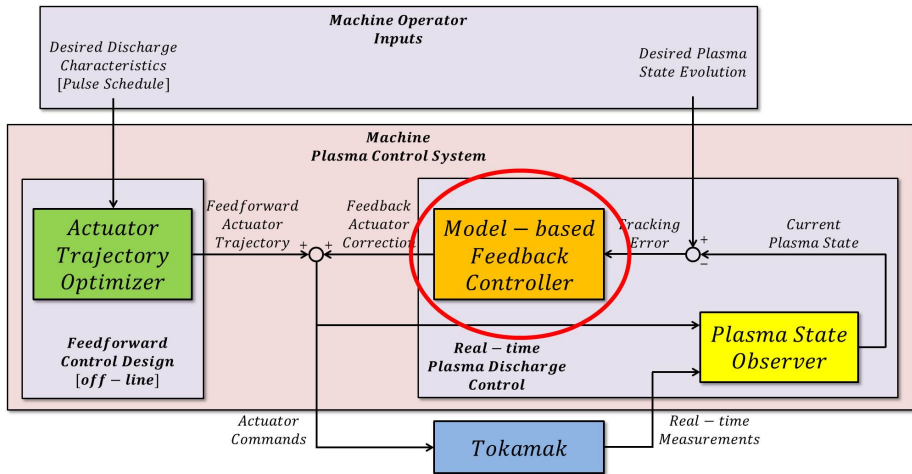 Machine Operator
Inputs
Desired Discharge
Characteristics
[Pulse Schedule]
Desired Plasma
State Evolution
Machine
Plasma Control System
Feedforward
Actuator
Trajectory
Feedback
Actuator
Correction
Tracking
Error
Current
Plasma State
Actuator
Trajectory
Optimizer
+
+
Model−based
Feedback
Controller
+
−
Feedforward
Control Design
[off−line]
Real−time
Plasma Discharge
Control
Plasma State
Observer
Actuator
Commands
Tokamak
Real−time
Measurements